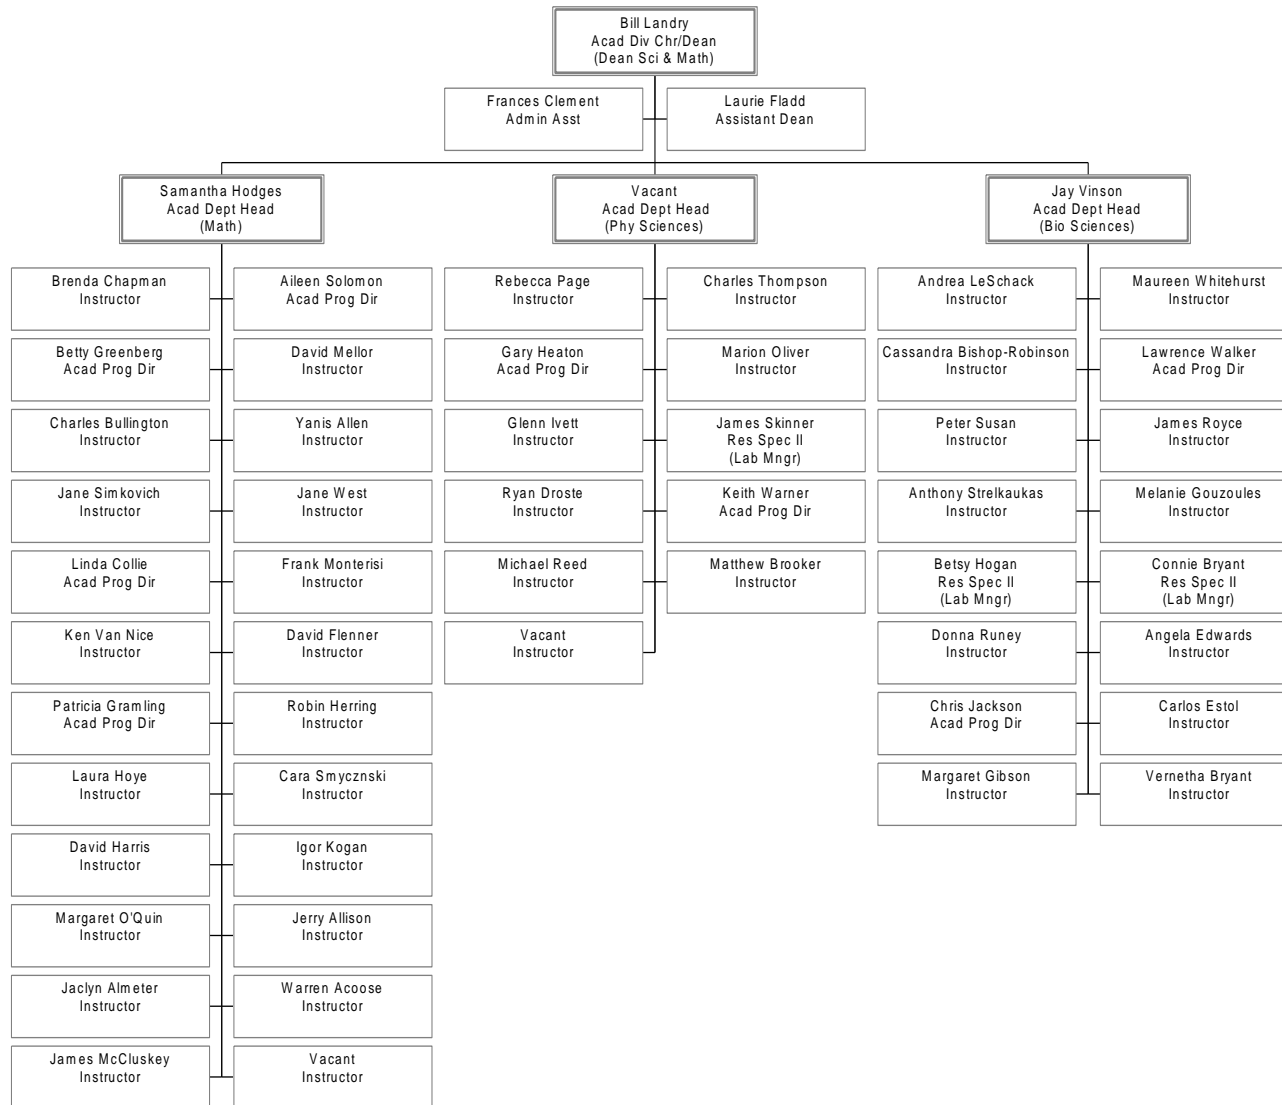 Bill Landry
Acad Div Chr/Dean
(Dean Sci & Math)
Frances Clement
Admin Asst
Laurie Fladd
Assistant Dean
Samantha Hodges
Acad Dept Head
(Math)
Vacant
Acad Dept Head
(Phy Sciences)
Jay Vinson
Acad Dept Head
(Bio Sciences)
Brenda Chapman
Instructor
Aileen Solomon
Acad Prog Dir
Betty Greenberg
Acad Prog Dir
David Mellor
Instructor
Charles Bullington
Instructor
Yanis Allen
Instructor
Jane Simkovich
Instructor
Jane West
Instructor
Linda Collie
Acad Prog Dir
Frank Monterisi
Instructor
Ken Van Nice
Instructor
David Flenner
Instructor
Patricia Gramling
Acad Prog Dir
Robin Herring
Instructor
Laura Hoye
Instructor
Cara Smycznski
Instructor
David Harris
Instructor
Igor Kogan
Instructor
Margaret O'Quin
Instructor
Jerry Allison
Instructor
Jaclyn Almeter
Instructor
Warren Acoose
Instructor
James McCluskey
Instructor
Vacant
Instructor
Rebecca Page
Instructor
Charles Thompson
Instructor
Gary Heaton
Acad Prog Dir
Marion Oliver
Instructor
Glenn Ivett
Instructor
James Skinner
Res Spec II
(Lab Mngr)
Ryan Droste
Instructor
Keith Warner
Acad Prog Dir
Michael Reed
Instructor
Matthew Brooker
Instructor
Vacant
Instructor
Andrea LeSchack
Instructor
Maureen Whitehurst
Instructor
Cassandra Bishop-Robinson
Instructor
Lawrence Walker
Acad Prog Dir
Peter Susan
Instructor
James Royce
Instructor
Anthony Strelkaukas
Instructor
Melanie Gouzoules
Instructor
Betsy Hogan
Res Spec II
(Lab Mngr)
Connie Bryant
Res Spec II
(Lab Mngr)
Donna Runey
Instructor
Angela Edwards
Instructor
Chris Jackson
Acad Prog Dir
Carlos Estol
Instructor
Margaret Gibson
Instructor
Vernetha Bryant
Instructor